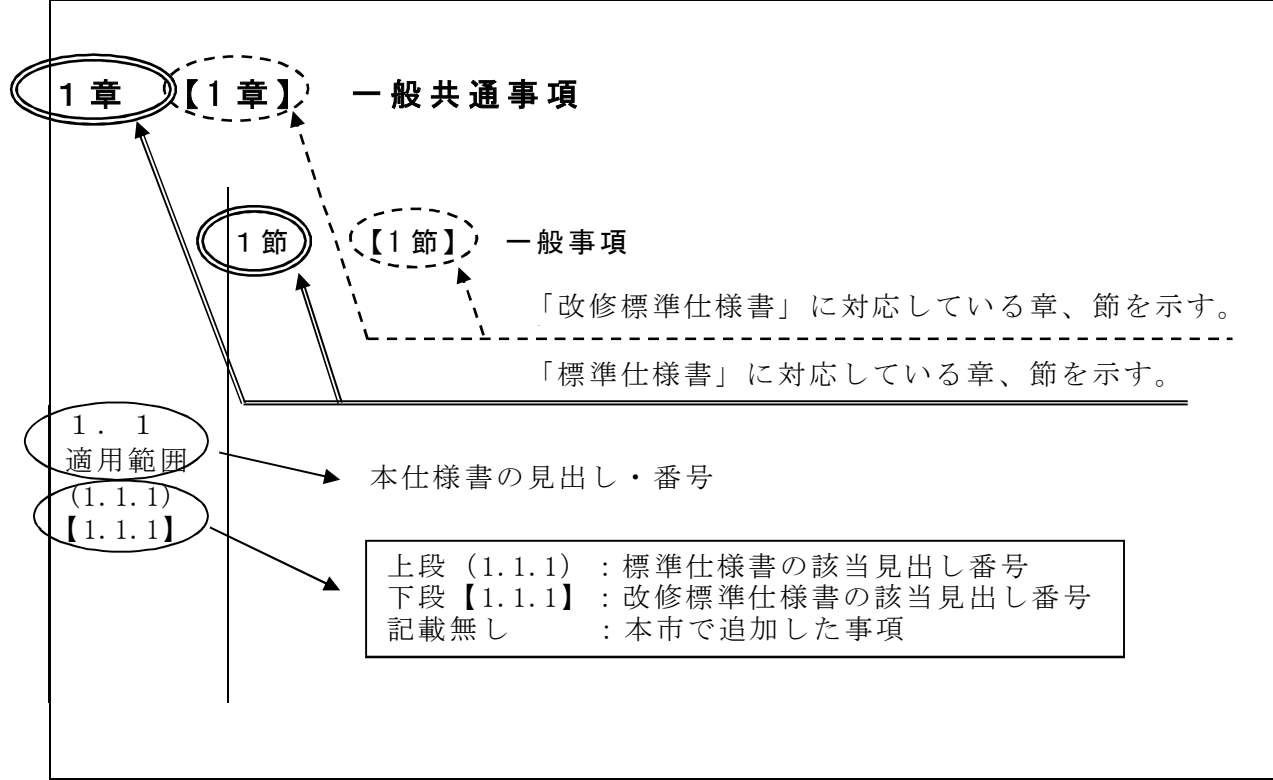 1章 【1章】 一般共通事項
1節 【1節】 一般事項
「改修標準仕様書」に対応している章、節を示す。
「標準仕様書」に対応している章、節を示す。
1. 1
適用範囲
(1.1.1)
【1.1.1】
本仕様書の見出し・番号
上段(1.1.1) :標準仕様書の該当見出し番号
下段【1.1.1】 :改修標準仕様書の該当見出し番号
記載無し :本市で追加した事項